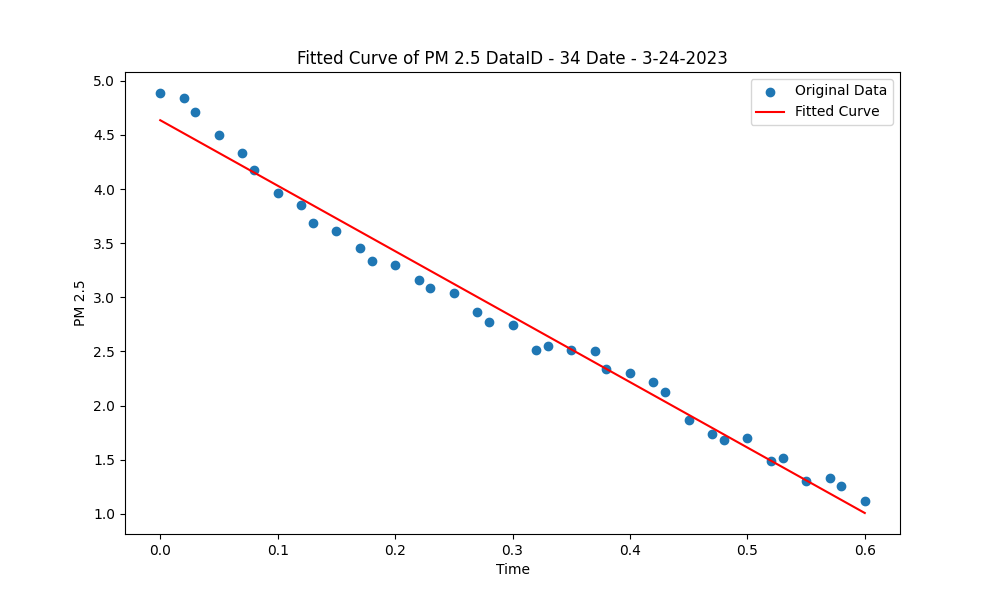 Fitted Curve of PM 2.5 DataID - 34 Date - 3-24-2023
Original Data
Fitted Curve
5.0
4.5
4.0
3.5
3.0
2.5
2.0
1.5
1.0
PM 2.5
0.0 0.1 0.2 0.3 0.4 0.5 0.6
Time